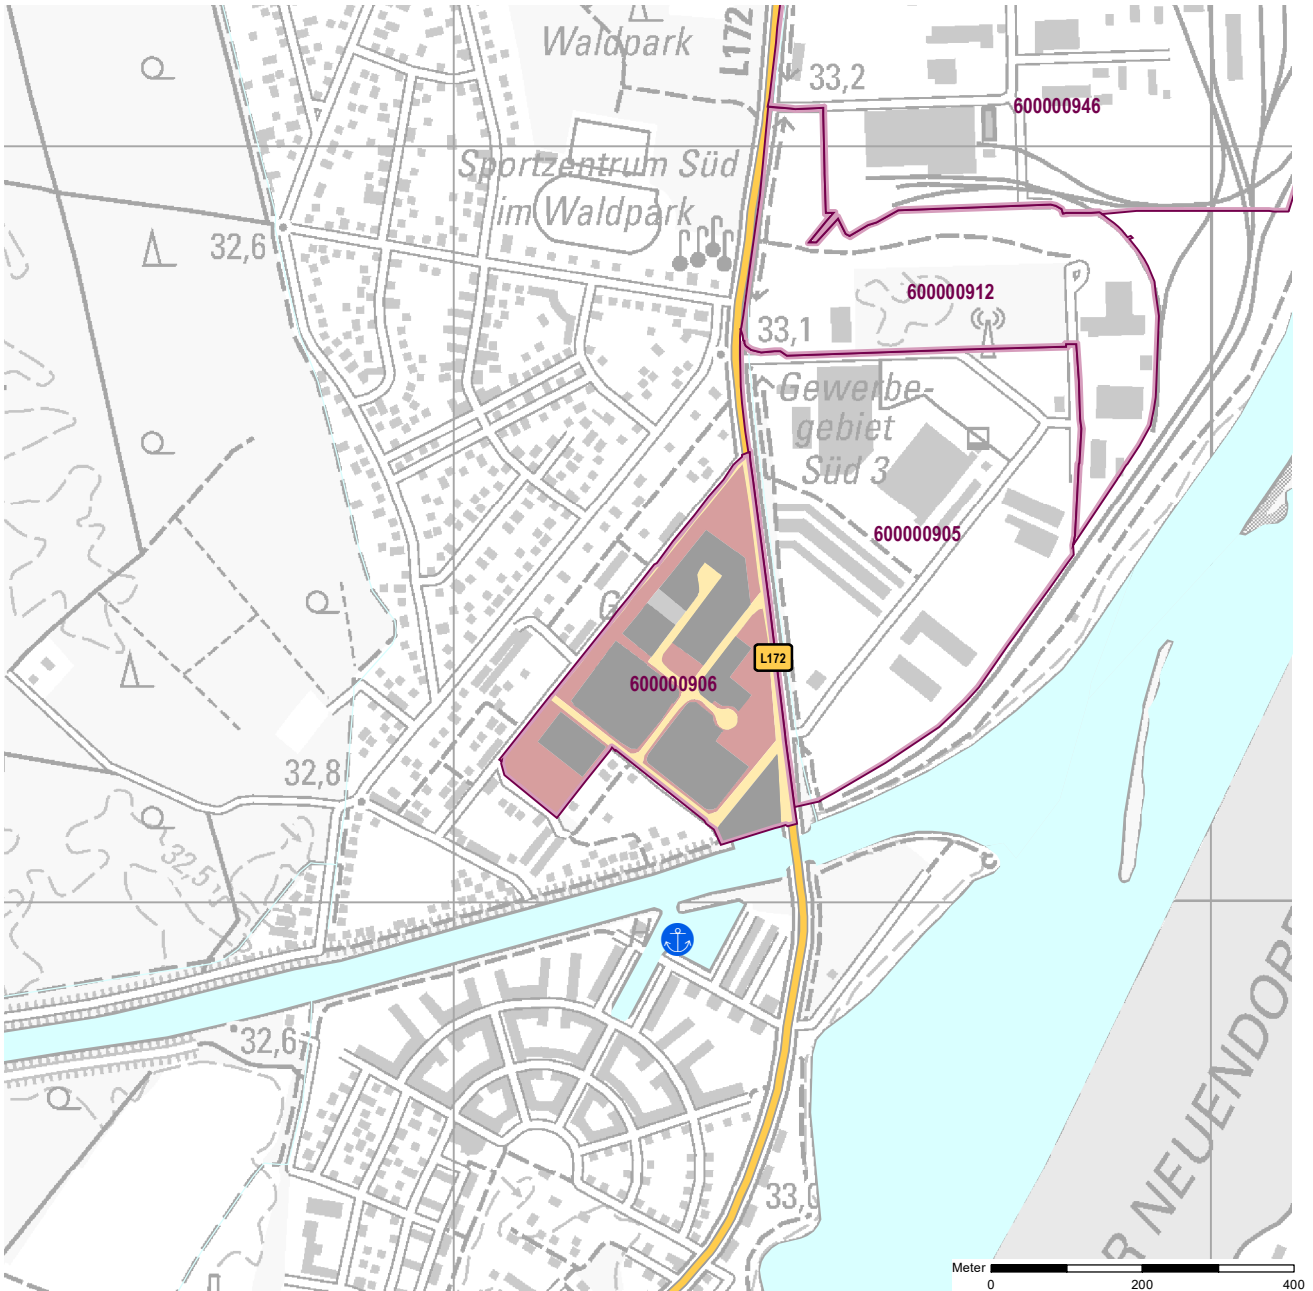 L172
Waldpark
33,2
600000946
Sportzentrum Süd
im Waldpark
32,6
600000912
33,1
Gewerbe-
gebiet
Süd 3
600000905
G
L172
600000906
32,8
32,5
32,6
33,0
R NEUENDORF
Meter
0
200
400